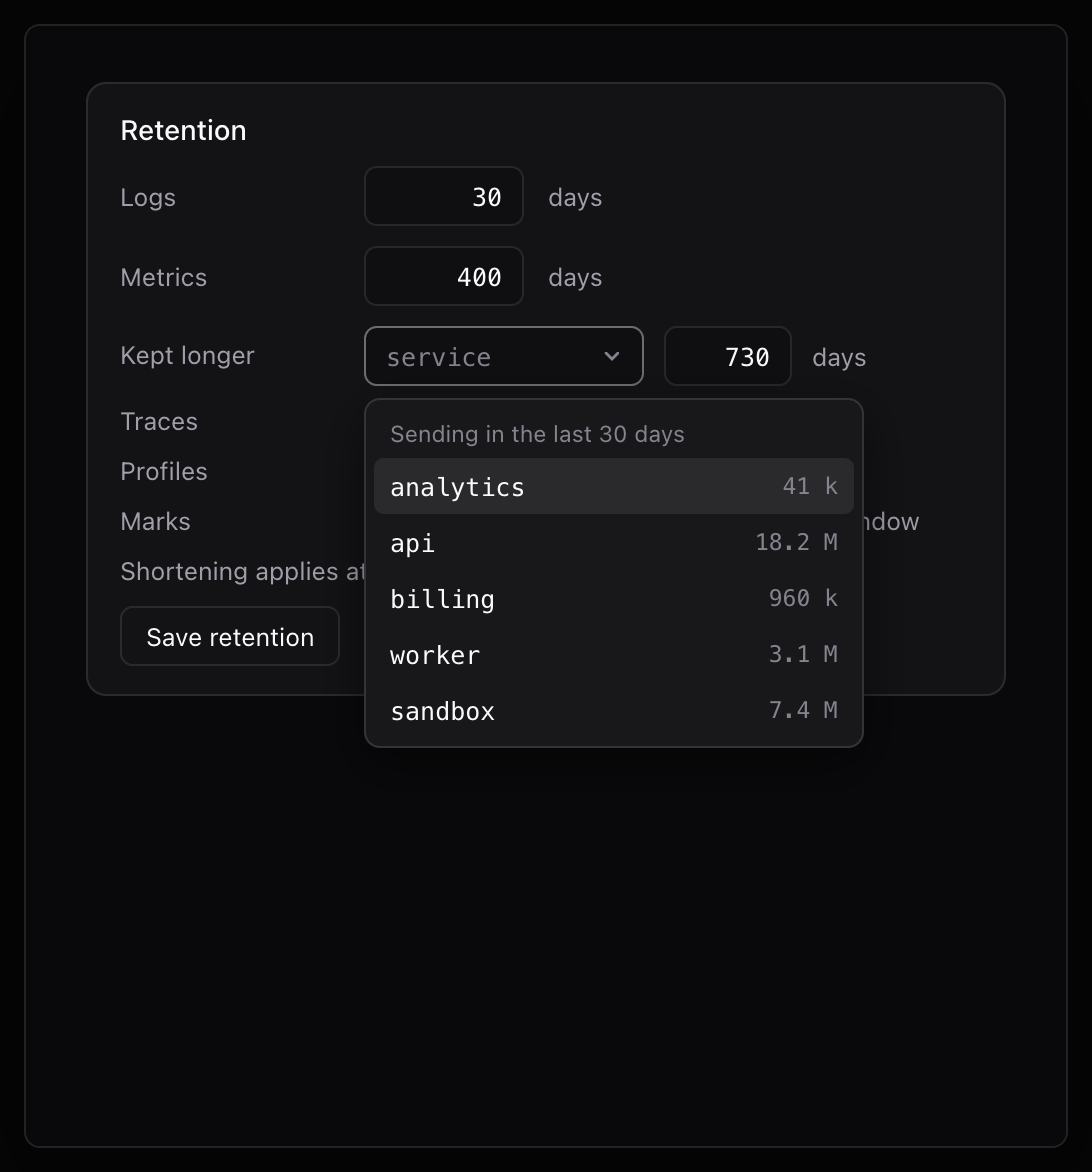 Retention
Logs 30 days
Metrics 400 days
Kept longer service 730 days
Traces
Sending in the last 30 days
Profiles
analytics 41 k
Marks
api 18.2 M
Shortening applies at
billing 960 k
Save retention
worker 3.1 M
sandbox 7.4 M